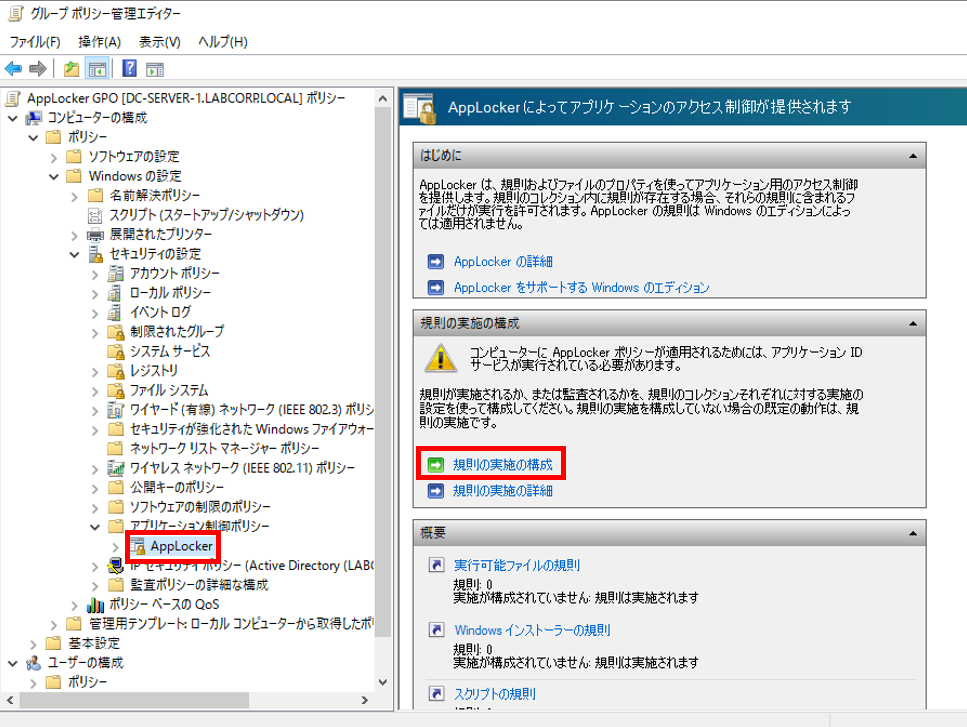 グループ ポリシー管理エディター
ファイル(F) 操作(A) 表示(V) ヘルプ(H)
AppLocker GPO [DC-SERVER-1.LABCORP.LOCAL] ポリシー
コンピューターの構成
ポリシー
ソフトウェアの設定
Windows の設定
名前解決ポリシー
スクリプト (スタートアップ/シャットダウン)
展開されたプリンター
セキュリティの設定
アカウント ポリシー
ローカル ポリシー
イベント ログ
制限されたグループ
システム サービス
レジストリ
ファイル システム
ワイヤード (有線) ネットワーク (IEEE 802.3) ポリシ
セキュリティが強化された Windows ファイアウォー
ネットワーク リスト マネージャー ポリシー
ワイヤレス ネットワーク (IEEE 802.11) ポリシー
公開キーのポリシー
ソフトウェアの制限のポリシー
アプリケーション制御ポリシー
AppLocker
IP セキュリティ ポリシー (Active Directory (LABC
監査ポリシーの詳細な構成
ポリシー ベースの QoS
管理用テンプレート: ローカル コンピューターから取得したポリ
基本設定
ユーザーの構成
ポリシー
AppLockerによってアプリケーションのアクセス制御が提供されます
はじめに
AppLocker は、規則およびファイルのプロパティを使ってアプリケーション用のアクセス制御
を提供します。規則のコレクション内に規則が存在する場合、それらの規則に含まれるフ
ァイルだけが実行を許可されます。AppLocker の規則は Windows のエディションによっ
ては適用されません。
AppLocker の詳細
AppLocker をサポートする Windows のエディション
規則の実施の構成
コンピューターに AppLocker ポリシーが適用されるためには、アプリケーション ID
サービスが実行されている必要があります。
規則が実施されるか、または監査されるかを、規則のコレクションそれぞれに対する実施の
設定を使って構成してください。規則の実施を構成していない場合の既定の動作は、規
則の実施です。
規則の実施の構成
規則の実施の詳細
概要
実行可能ファイルの規則
規則: 0
実施が構成されていません: 規則は実施されます
Windows インストーラーの規則
規則: 0
実施が構成されていません: 規則は実施されます
スクリプトの規則